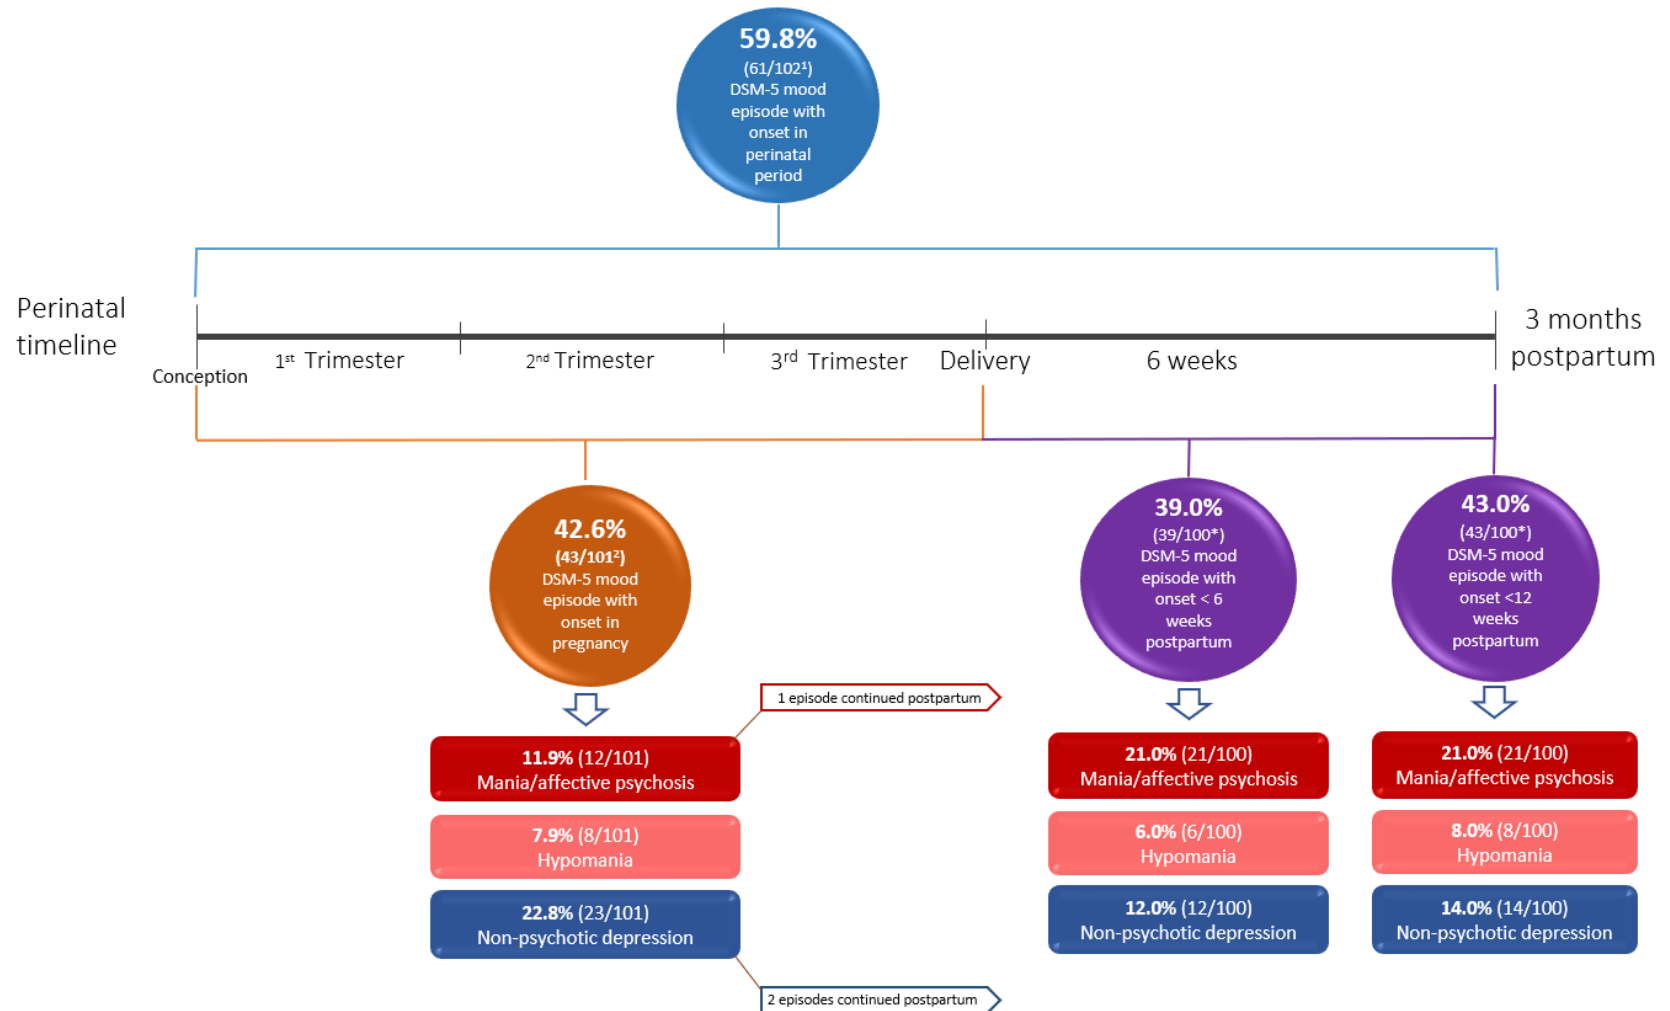 59.8%
(61/102¹)
DSM-5 mood
episode with
onset in
perinatal
period
Perinatal
timeline
Conception
1st Trimester
2nd Trimester
3rd Trimester
Delivery
6 weeks
3 months
postpartum
42.6%
(43/101²)
DSM-5 mood
episode with
onset in
pregnancy
39.0%
(39/100*)
DSM-5 mood
episode with
onset < 6
weeks
postpartum
43.0%
(43/100*)
DSM-5 mood
episode with
onset <12
weeks
postpartum
1 episode continued postpartum
11.9% (12/101)
Mania/affective psychosis
7.9% (8/101)
Hypomania
22.8% (23/101)
Non-psychotic depression
2 episodes continued postpartum
21.0% (21/100)
Mania/affective psychosis
6.0% (6/100)
Hypomania
12.0% (12/100)
Non-psychotic depression
21.0% (21/100)
Mania/affective psychosis
8.0% (8/100)
Hypomania
14.0% (14/100)
Non-psychotic depression